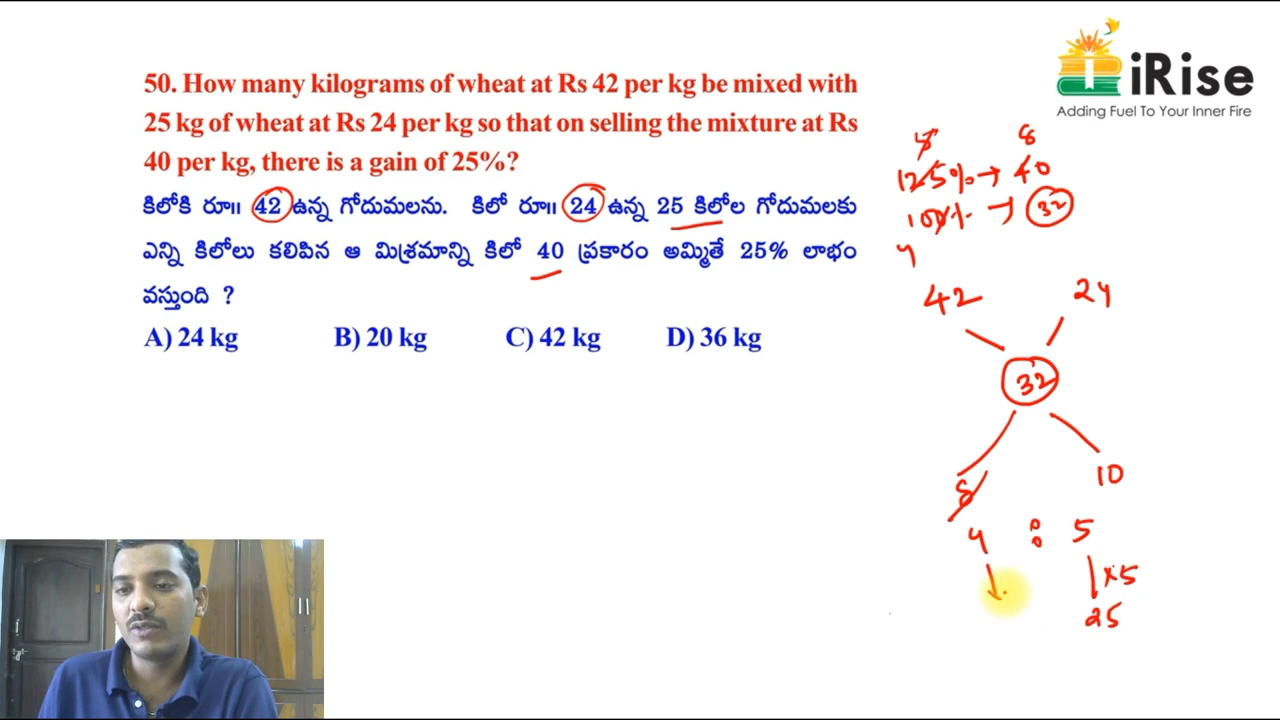 iRise
Adding Fuel To Your Inner Fire
50. How many kilograms of wheat at Rs 42 per kg be mixed with
25 kg of wheat at Rs 24 per kg so that on selling the mixture at Rs
40 per kg, there is a gain of 25%?
కిలోకి రూ॥ 42 ఉన్న గోదుమలను. కిలో రూ॥ 24 ఉన్న 25 కిలోల గోదుమలకు
ఎన్ని కిలోలు కలిపిన ఆ మిశ్రమాన్ని కిలో 40 ప్రకారం అమ్మితే 25% లాభం
వస్తుంది ?
A) 24 kg B) 20 kg C) 42 kg D) 36 kg
8
125% → 40
100% → 32
4
42 24
32
8 10
4 : 5
×5
25